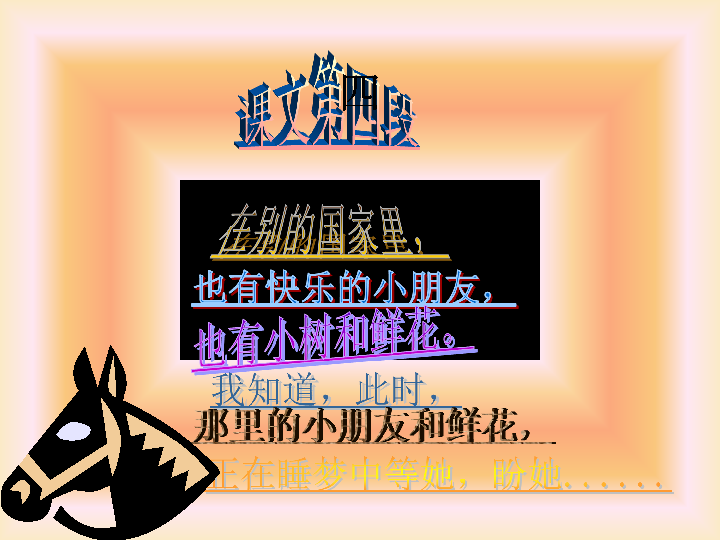 课文第四段
在别的国家里，
也有快乐的小朋友，
也有小树和鲜花。
我知道，此时，
那里的小朋友和鲜花，
正在睡梦中等她，盼她......